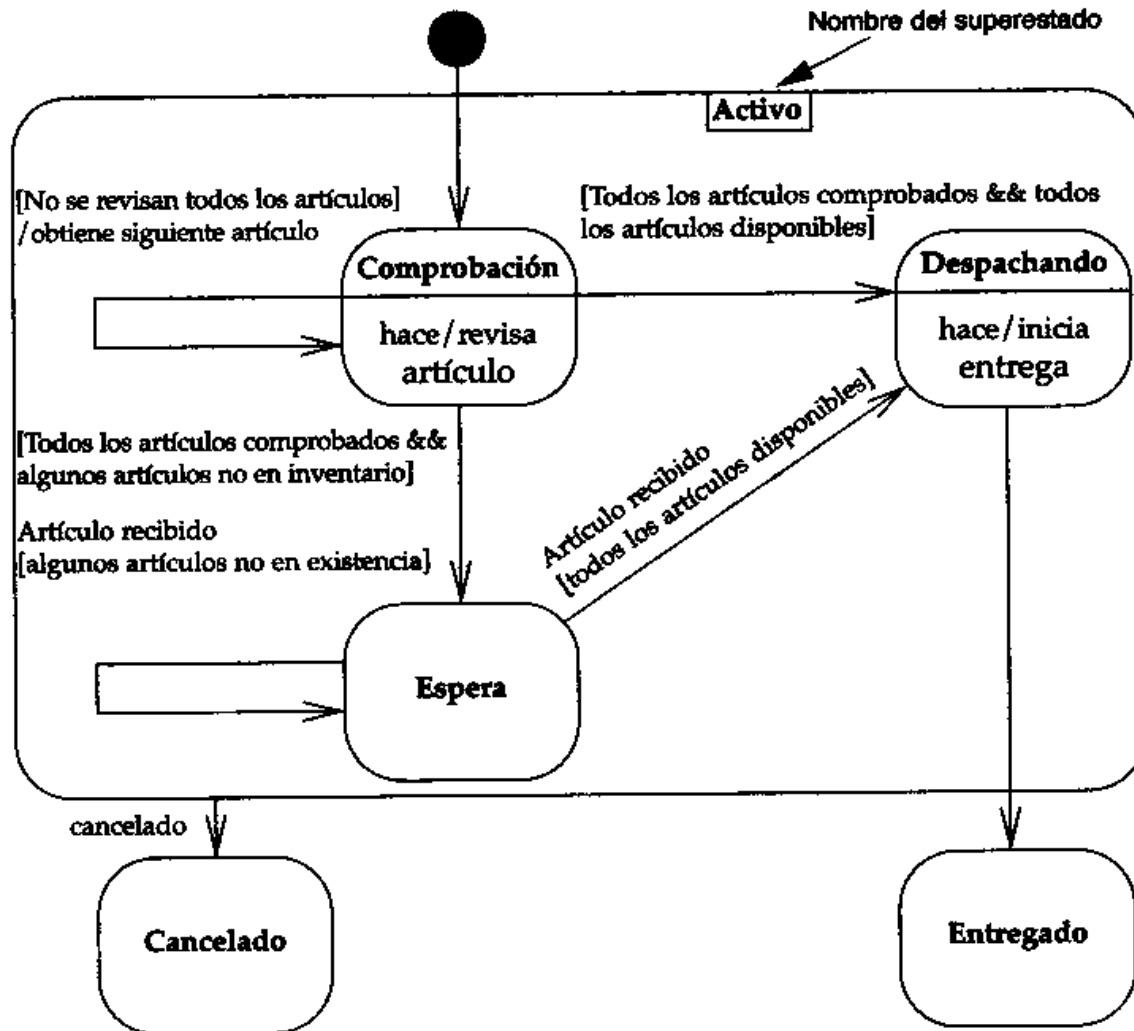 Nombre del superestado
Activo
[No se revisan todos los artículos]
/obtiene siguiente artículo
[Todos los artículos comprobados && todos
los artículos disponibles]
Comprobación
hace/revisa
artículo
Despachando
hace/inicia
entrega
[Todos los artículos comprobados &&
algunos artículos no en inventario]
Artículo recibido
[algunos artículos no en existencia]
Artículo recibido
[todos los artículos disponibles]
Espera
cancelado
Cancelado
Entregado